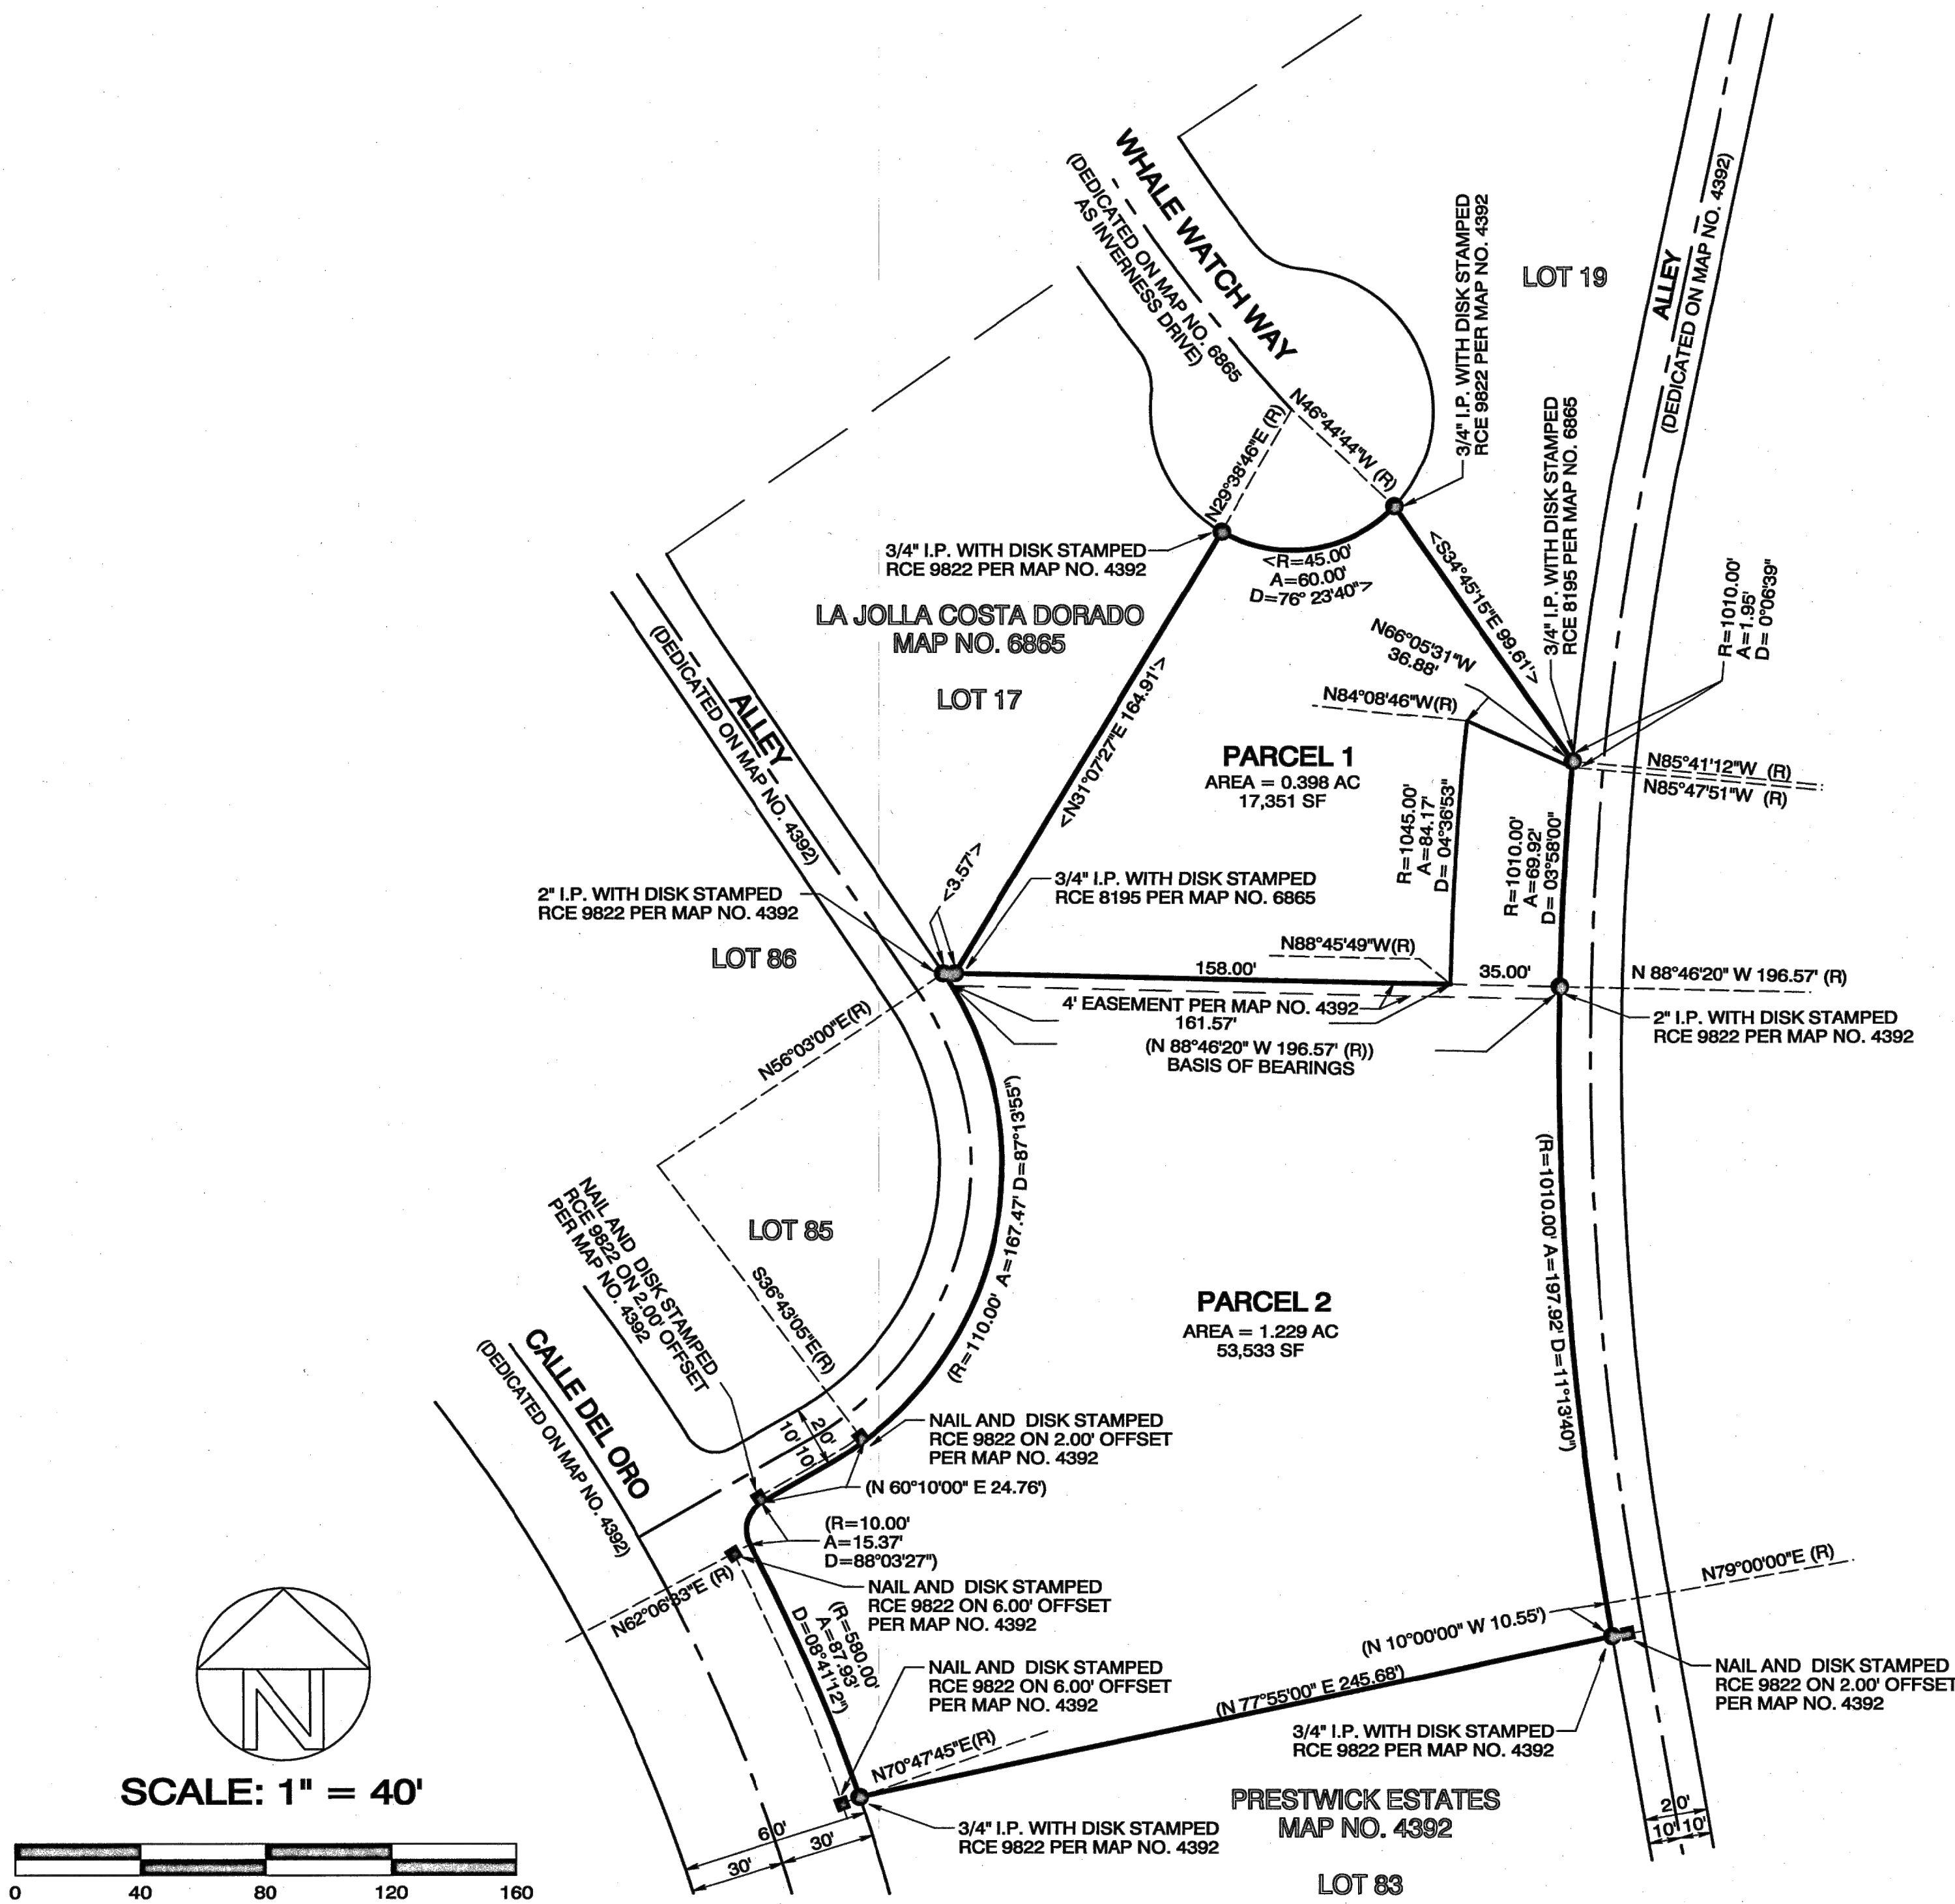 WHALE WATCH WAY
(DEDICATED ON MAP NO. 6865
AS INVERNESS DRIVE)
LOT 19
ALLEY
(DEDICATED ON MAP NO. 4392)
3/4" I.P. WITH DISK STAMPED
RCE 9822 PER MAP NO. 4392
3/4" I.P. WITH DISK STAMPED
RCE 8195 PER MAP NO. 6865
N46°44'44"W (R)
N29°38'46"E (R)
3/4" I.P. WITH DISK STAMPED
RCE 9822 PER MAP NO. 4392
<R=45.00'
A=60.00'
D=76° 23'40">
<S34°45'15"E 99.61'>
R=1010.00'
A=1.95'
D= 0°06'39"
LA JOLLA COSTA DORADO
MAP NO. 6865
LOT 17
<N31°07'27"E 164.91'>
N66°05'31"W
36.88'
N84°08'46"W(R)
PARCEL 1
AREA = 0.398 AC
17,351 SF
N85°41'12"W (R)
N85°47'51"W (R)
R=1045.00'
A=84.17'
D= 04°36'53"
R=1010.00'
A=69.92'
D= 03°58'00"
ALLEY
(DEDICATED ON MAP NO. 4392)
<3.57'>
2" I.P. WITH DISK STAMPED
RCE 9822 PER MAP NO. 4392
3/4" I.P. WITH DISK STAMPED
RCE 8195 PER MAP NO. 6865
LOT 86
N88°45'49"W(R)
158.00'
35.00'
N 88°46'20" W 196.57' (R)
4' EASEMENT PER MAP NO. 4392
161.57'
(N 88°46'20" W 196.57' (R))
BASIS OF BEARINGS
2" I.P. WITH DISK STAMPED
RCE 9822 PER MAP NO. 4392
N56°03'00"E(R)
(R=110.00' A=167.47' D=87°13'55")
(R=1010.00' A=197.92' D=11°13'40")
LOT 85
S36°43'05"E(R)
NAIL AND DISK STAMPED
RCE 9822 ON 2.00' OFFSET
PER MAP NO. 4392
PARCEL 2
AREA = 1.229 AC
53,533 SF
CALLE DEL ORO
(DEDICATED ON MAP NO. 4392)
20'
10' 10'
NAIL AND DISK STAMPED
RCE 9822 ON 2.00' OFFSET
PER MAP NO. 4392
(N 60°10'00" E 24.76')
(R=10.00'
A=15.37'
D=88°03'27")
N62°06'33"E (R)
NAIL AND DISK STAMPED
RCE 9822 ON 6.00' OFFSET
PER MAP NO. 4392
(R=580.00'
A=87.93'
D=08°41'12")
N79°00'00"E (R)
(N 10°00'00" W 10.55')
(N 77°55'00" E 245.68')
NAIL AND DISK STAMPED
RCE 9822 ON 6.00' OFFSET
PER MAP NO. 4392
NAIL AND DISK STAMPED
RCE 9822 ON 2.00' OFFSET
PER MAP NO. 4392
N70°47'45"E(R)
3/4" I.P. WITH DISK STAMPED
RCE 9822 PER MAP NO. 4392
N
SCALE: 1" = 40'
0 40 80 120 160
60'
30'
30'
3/4" I.P. WITH DISK STAMPED
RCE 9822 PER MAP NO. 4392
PRESTWICK ESTATES
MAP NO. 4392
LOT 83
20'
10' 10'